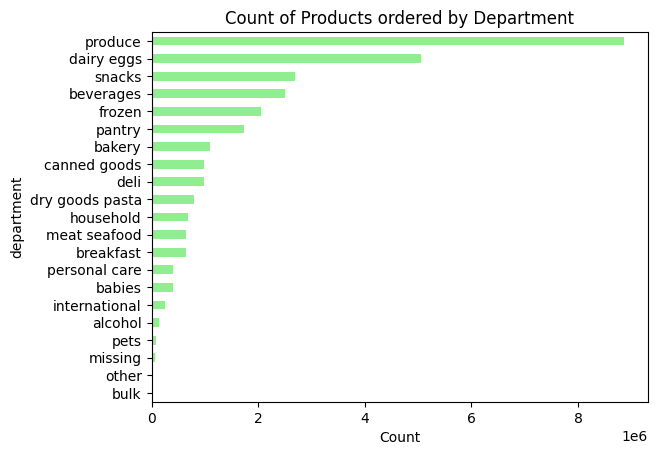 Count of Products ordered by Department
produce
dairy eggs
snacks
beverages
frozen
pantry
bakery
canned goods
deli
dry goods pasta
household
meat seafood
breakfast
personal care
babies
international
alcohol
pets
missing
other
bulk
department
0 2 4 6 8
1e6
Count